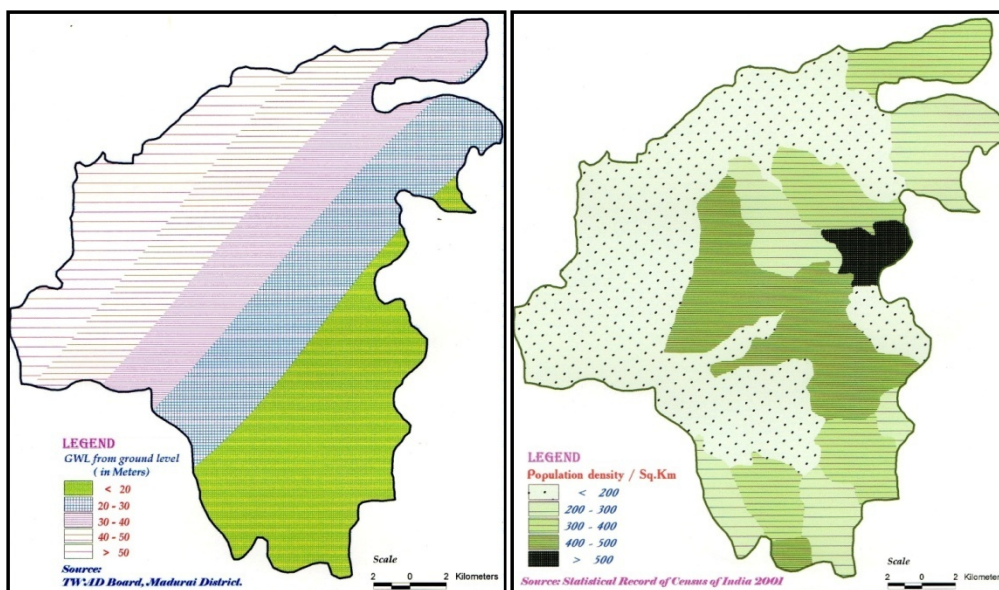 LEGEND
GWL from ground level
( in Meters)
< 20
20 - 30
30 - 40
40 - 50
> 50
Source:
TWAD Board, Madurai District.
Scale
2 0 2 Kilometers
LEGEND
Population density / Sq.Km
< 200
200 - 300
300 - 400
400 - 500
> 500
Source: Statistical Record of Census of India 2001
Scale
2 0 2 Kilometers